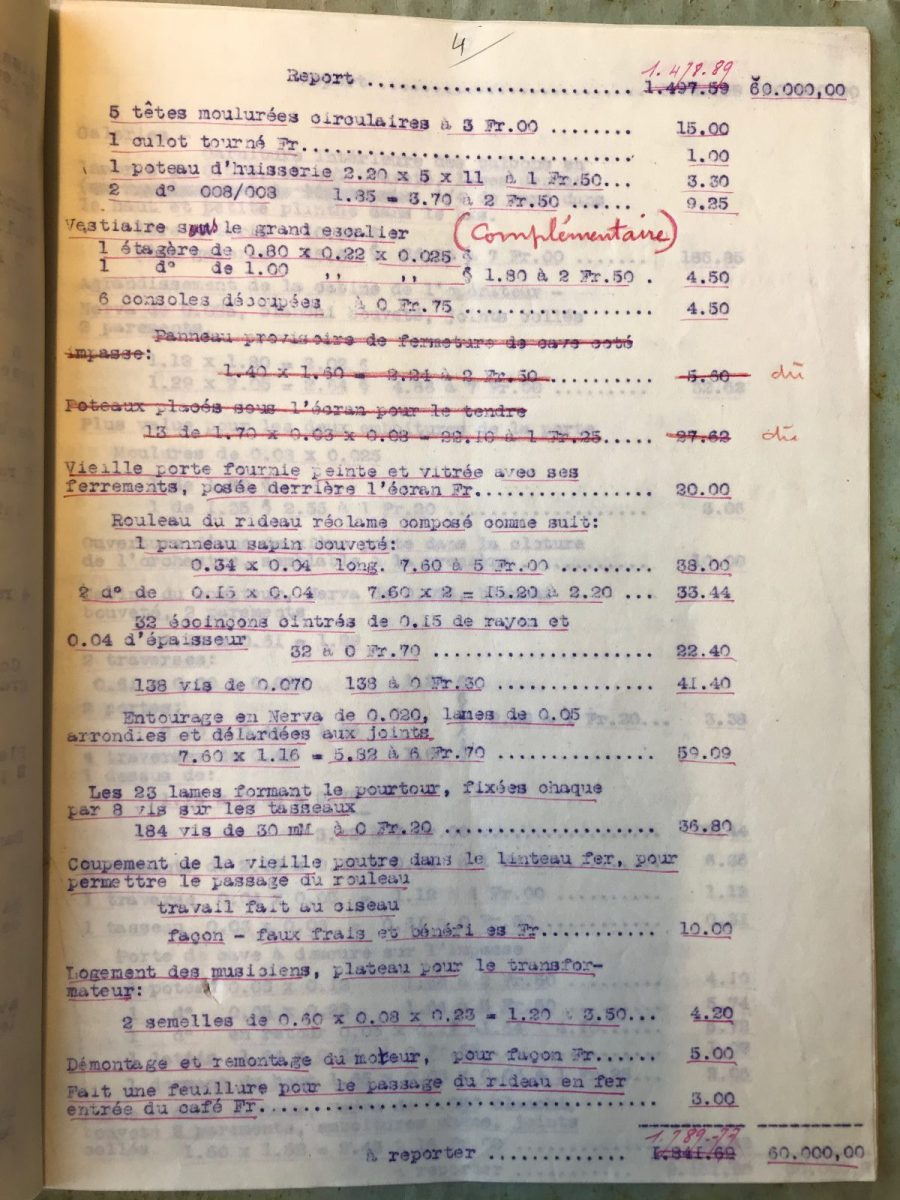 4
1.478.89
Report ........................... 1.497.59 60.000,00
5 têtes moulurées circulaires à 3 Fr.00 ........ 15.00
1 culot tourné Fr................................. 1.00
1 poteau d'huisserie 2.20 x 5 x 11 à 1 Fr.50... 3.30
2 d° 008/008 1.85 = 3.70 à 2 Fr.50 ....... 9.25
Vestiaire sous le grand escalier (Complémentaire)
1 étagère de 0.80 x 0.22 x 0.025
1 d° de 1.00 ,, ,, 1.80 à 2 Fr.50 . 4.50
6 consoles découpées à 0 Fr.75 ................ 4.50
Panneau provisoire de fermeture de cave coté
impasse:
1.40 x 1.60 = 2.24 à 2 Fr.50 .......... 5.60 dû
Poteaux placés sous l'écran pour le tendre
13 de 1.70 x 0.03 x 0.08 = 22.10 à 1 Fr.25..... 27.62 dû
Vieille porte fournie peinte et vitrée avec ses
ferrements, posée derrière l'écran Fr................. 20.00
Rouleau du rideau réclame composé comme suit:
1 panneau sapin bouveté:
0.34 x 0.04 long. 7.60 à 5 Fr.00 .......... 38.00
2 d° de 0.15 x 0.04 7.60 x 2 = 15.20 à 2.20 ... 33.44
32 écoinçons cintrés de 0.15 de rayon et
0.04 d'épaisseur
32 à 0 Fr.70 ..................... 22.40
138 vis de 0.070 138 à 0 Fr.30 ............... 41.40
Entourage en Nerva de 0.020, lames de 0.05
arrondies et délardées aux joints
7.60 x 1.16 = 8.82 à 6 Fr.70 ............... 59.09
Les 23 lames formant le pourtour, fixées chaque
par 8 vis sur les tasseaux
184 vis de 30 mM à 0 Fr.20 .................... 36.80
Coupement de la vieille poutre dans le linteau fer, pour
permettre le passage du rouleau
travail fait au ciseau
façon - faux frais et bénéfi es Fr........... 10.00
Logement des musiciens, plateau pour le transfor-
mateur:
2 semelles de 0.60 x 0.08 x 0.23 = 1.20 à 3.50... 4.20
Démontage et remontage du moteur, pour façon Fr...... 5.00
Fait une feuillure pour le passage du rideau en fer
entrée du café Fr..................................... 3.00
1.789.77
à reporter .............. 1.841.69 60.000,00